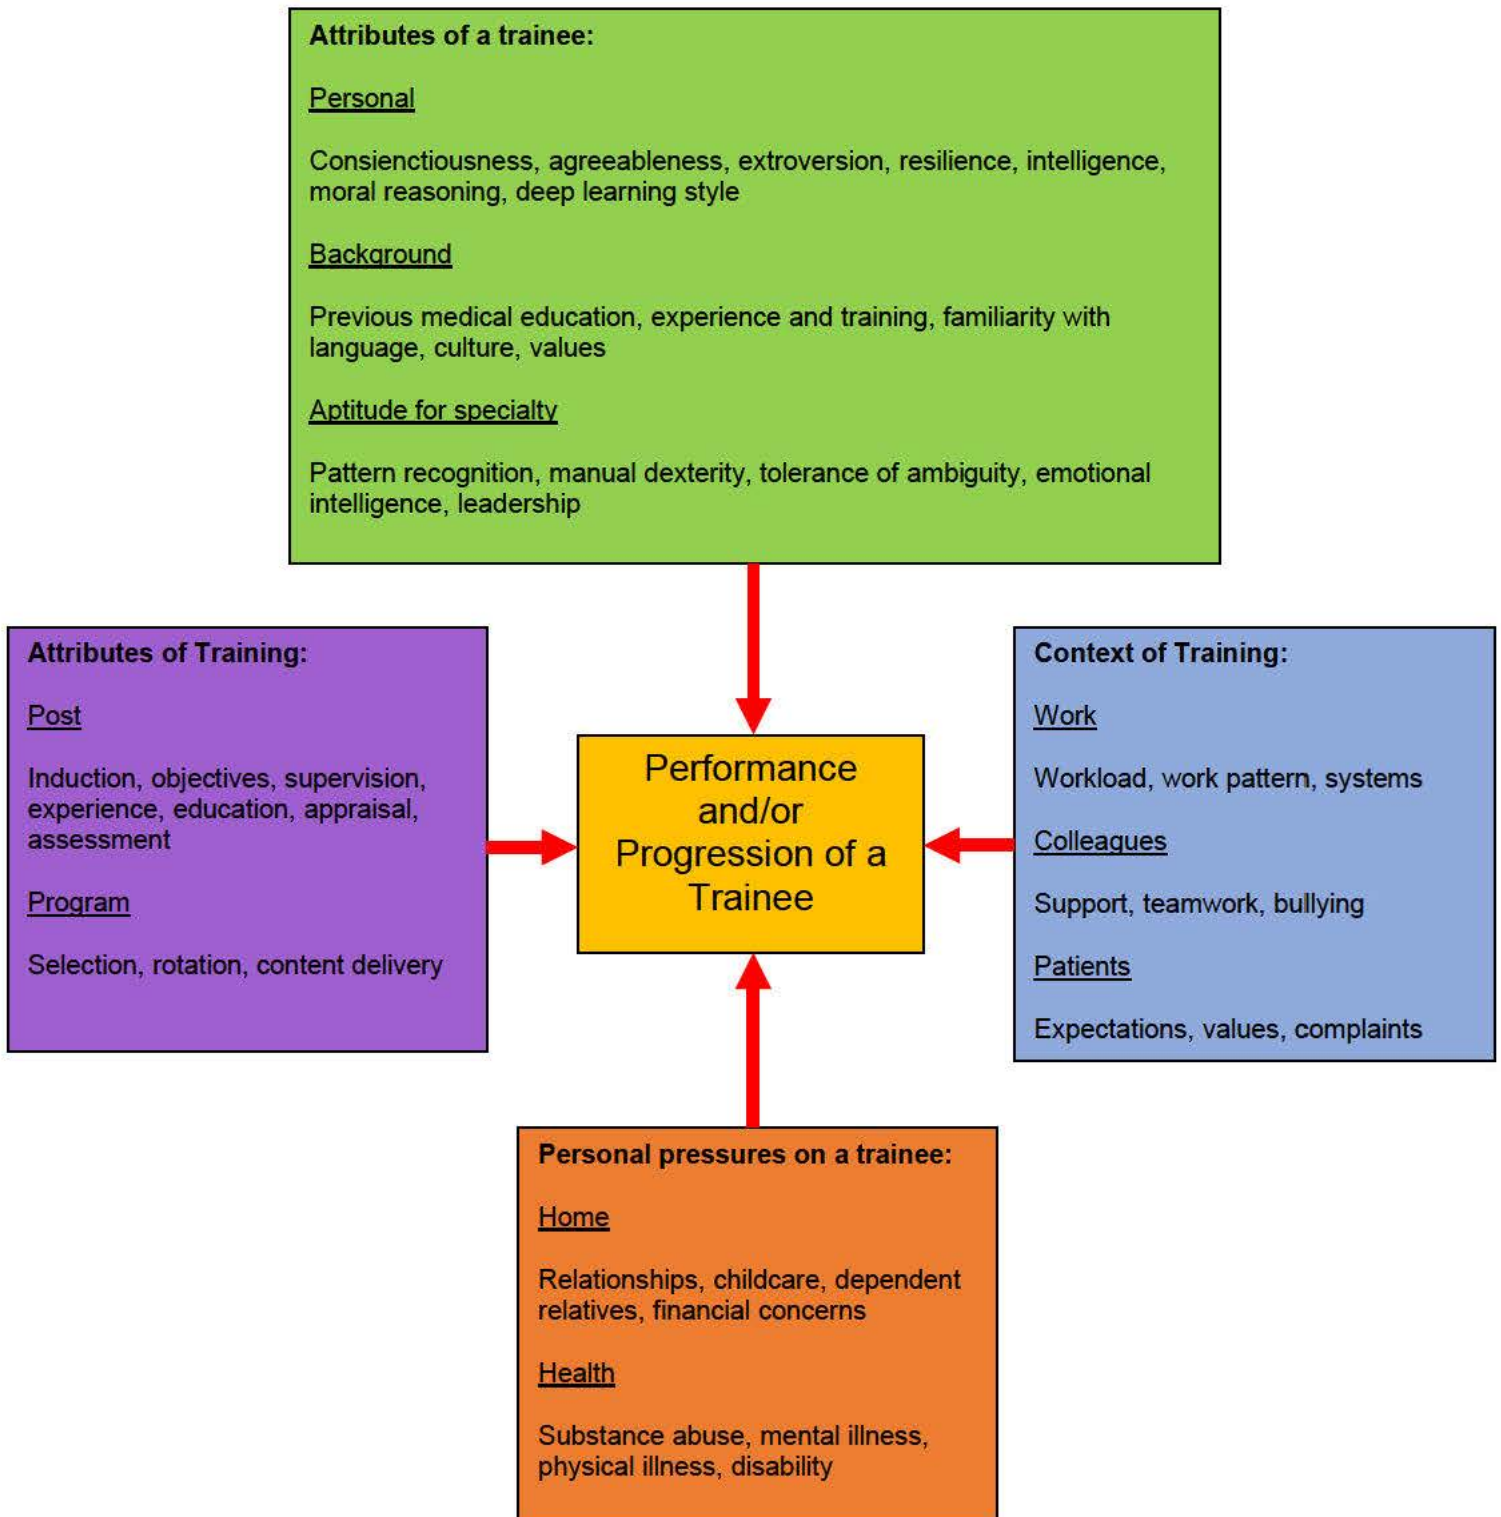 Attributes of a trainee:
Personal
Consienctiousness, agreeableness, extroversion, resilience, intelligence,
moral reasoning, deep learning style
Background
Previous medical education, experience and training, familiarity with
language, culture, values
Aptitude for specialty
Pattern recognition, manual dexterity, tolerance of ambiguity, emotional
intelligence, leadership
Attributes of Training:
Post
Induction, objectives, supervision,
experience, education, appraisal,
assessment
Program
Selection, rotation, content delivery
Performance
and/or
Progression of a
Trainee
Context of Training:
Work
Workload, work pattern, systems
Colleagues
Support, teamwork, bullying
Patients
Expectations, values, complaints
Personal pressures on a trainee:
Home
Relationships, childcare, dependent
relatives, financial concerns
Health
Substance abuse, mental illness,
physical illness, disability